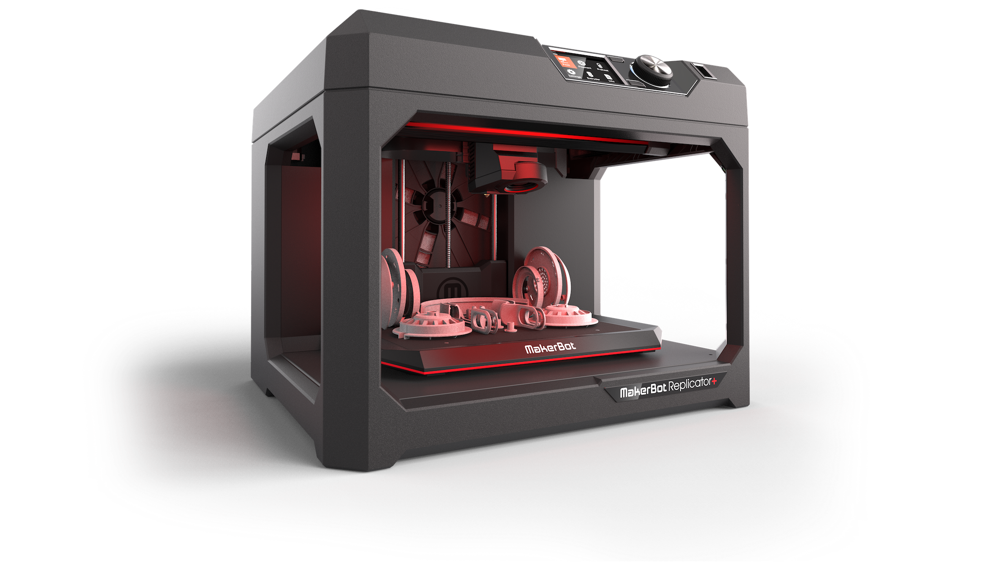 Print
Filament
Preheat
Settings
Extruder
Info
MakerBot
MakerBot Replicator+